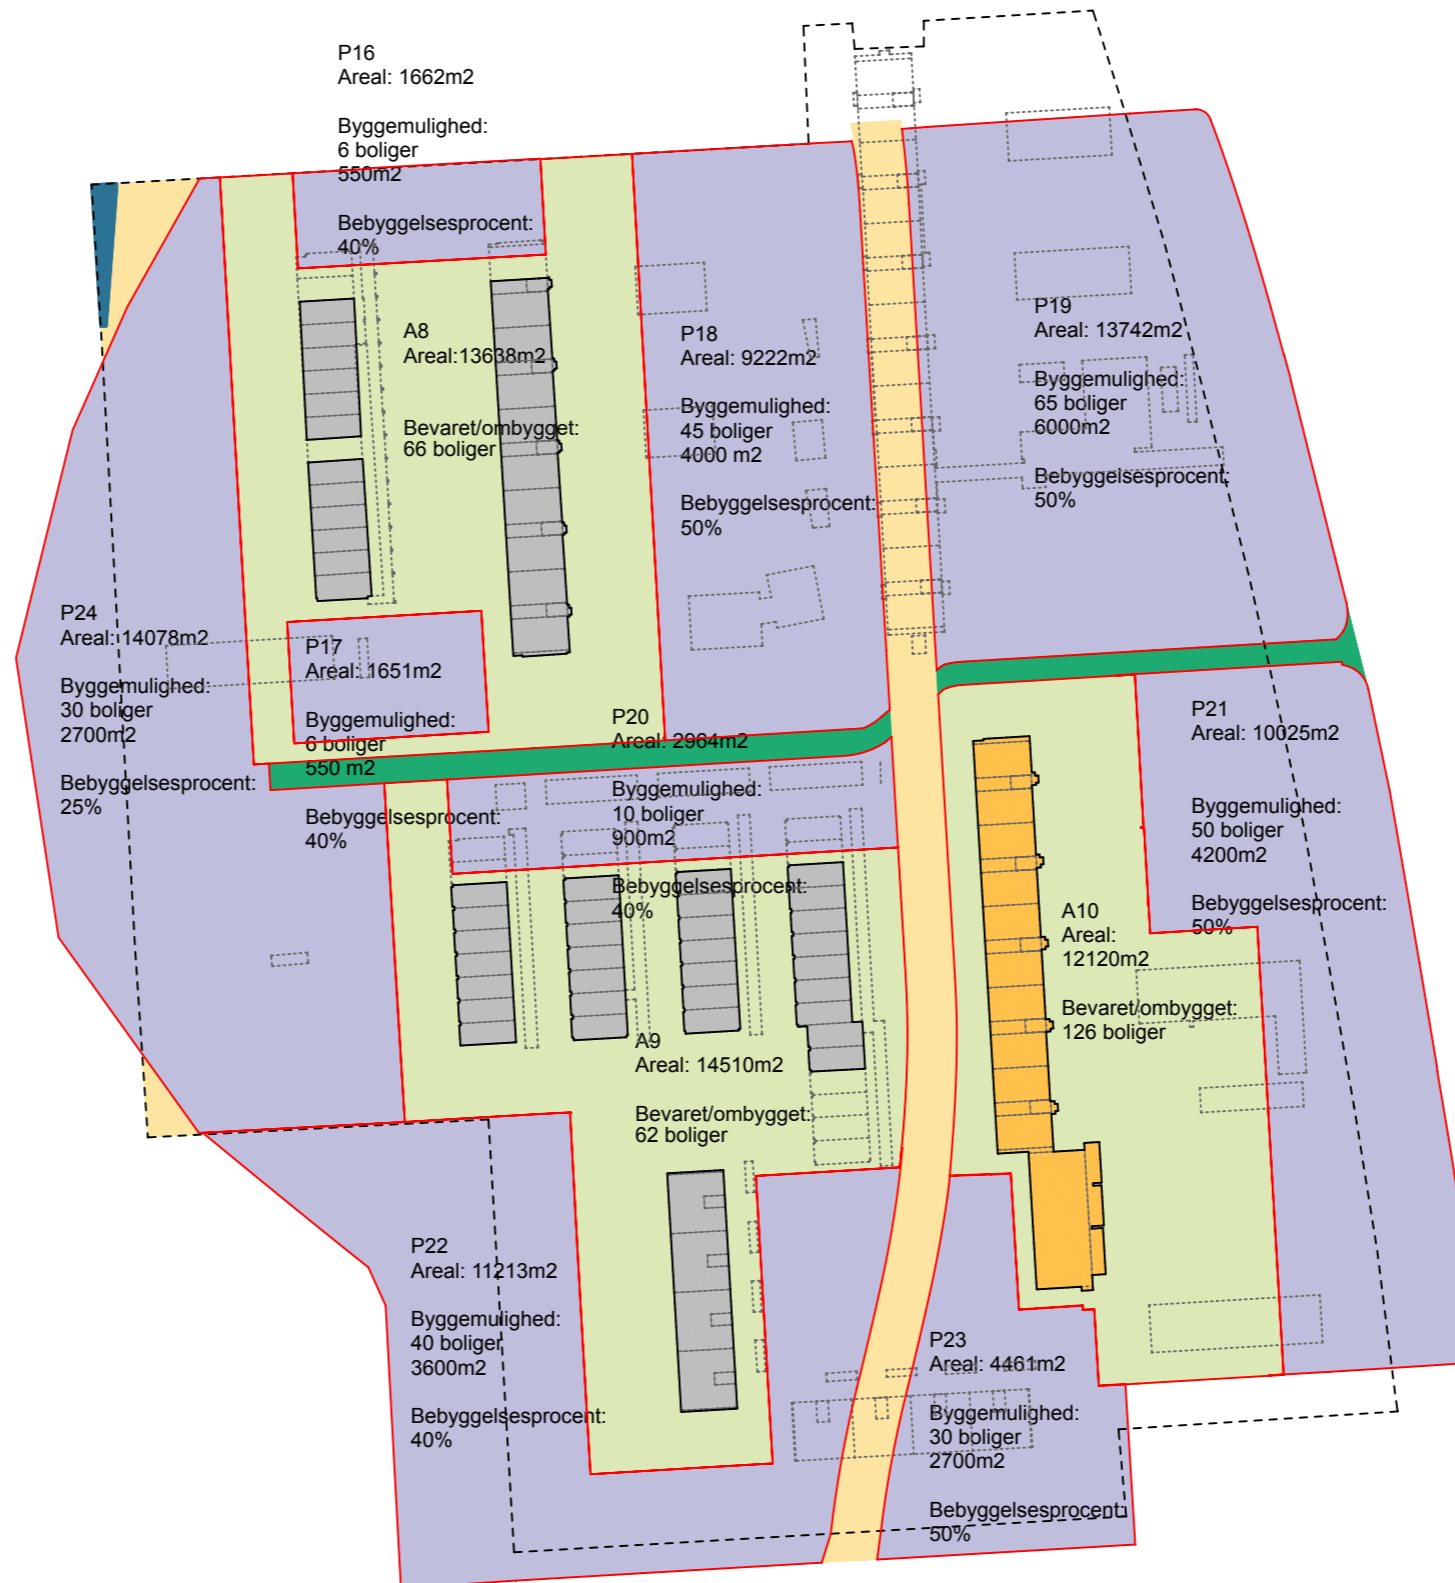 P16
Areal: 1662m2
Byggemulighed:
6 boliger
550m2
Bebyggelsesprocent:
40%
A8
Areal:13638m2
Bevaret/ombygget:
66 boliger
P18
Areal: 9222m2
Byggemulighed:
45 boliger
4000 m2
Bebyggelsesprocent:
50%
P19
Areal: 13742m2
Byggemulighed:
65 boliger
6000m2
Bebyggelsesprocent:
50%
P24
Areal: 14078m2
Byggemulighed:
30 boliger
2700m2
Bebyggelsesprocent:
25%
P17
Areal: 1651m2
Byggemulighed:
6 boliger
550 m2
Bebyggelsesprocent:
40%
P20
Areal: 2964m2
Byggemulighed:
10 boliger
900m2
Bebyggelsesprocent:
40%
P21
Areal: 10025m2
Byggemulighed:
50 boliger
4200m2
Bebyggelsesprocent:
50%
A10
Areal:
12120m2
Bevaret/ombygget:
126 boliger
A9
Areal: 14510m2
Bevaret/ombygget:
62 boliger
P22
Areal: 11213m2
Byggemulighed:
40 boliger
3600m2
Bebyggelsesprocent:
40%
P23
Areal: 4461m2
Byggemulighed:
30 boliger
2700m2
Bebyggelsesprocent:
50%